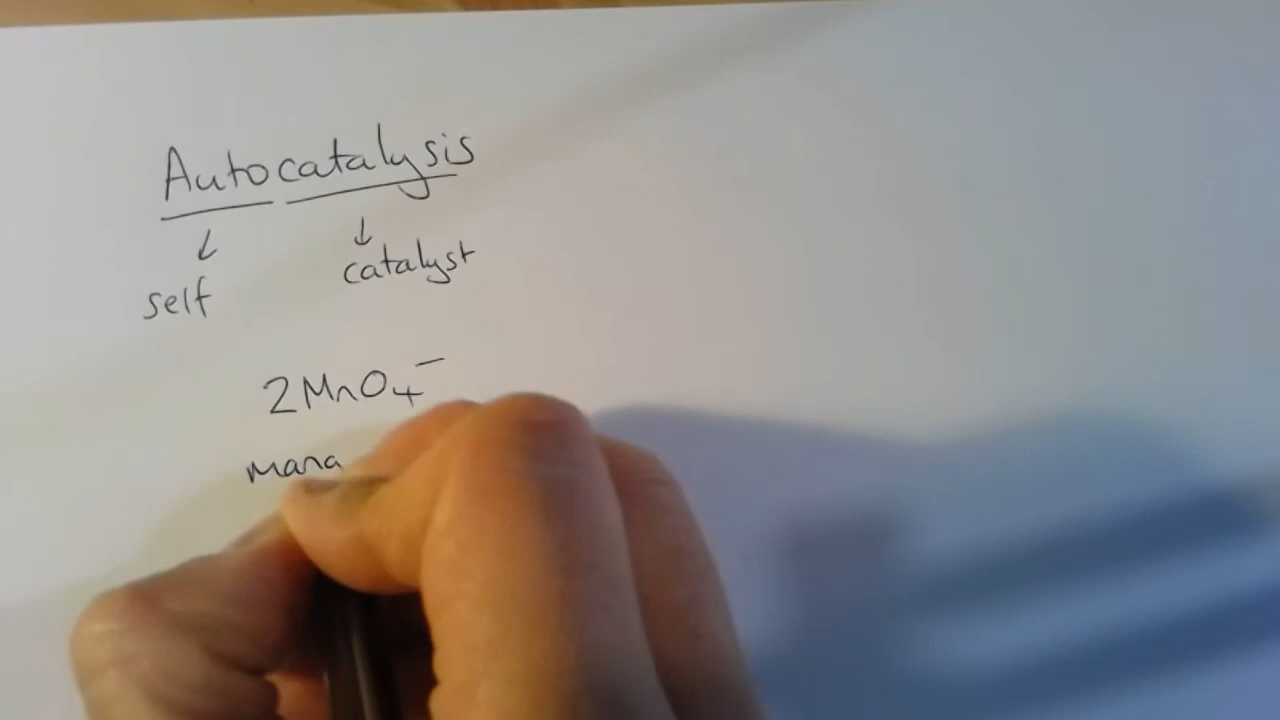 Autocatalysis
↓ ↓
self catalyst
2MnO₄⁻
mana